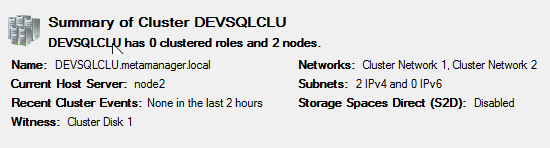 Summary of Cluster DEVSQLCLU
DEVSQLCLU has 0 clustered roles and 2 nodes.
Name: DEVSQLCLU.metamanager.local
Networks: Cluster Network 1, Cluster Network 2
Current Host Server: node2
Subnets: 2 IPv4 and 0 IPv6
Recent Cluster Events: None in the last 2 hours
Storage Spaces Direct (S2D): Disabled
Witness: Cluster Disk 1